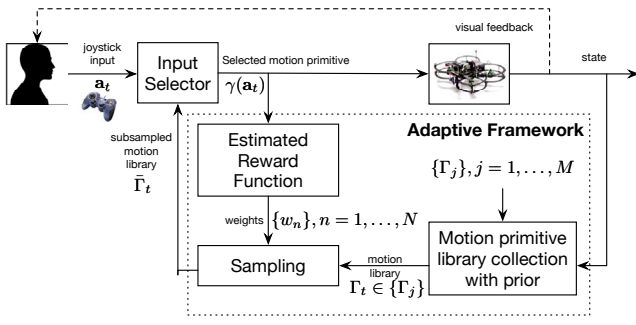 visual feedback
joystick
input
a_t
Input
Selector
Selected motion primitive
γ(a_t)
state
subsampled
motion
library
Γ̄_t
Adaptive Framework
Estimated
Reward
Function
{Γ_j}, j = 1, . . . , M
weights {w_n}, n = 1, . . . , N
Sampling
motion
library
Γ_t ∈ {Γ_j}
Motion primitive
library collection
with prior